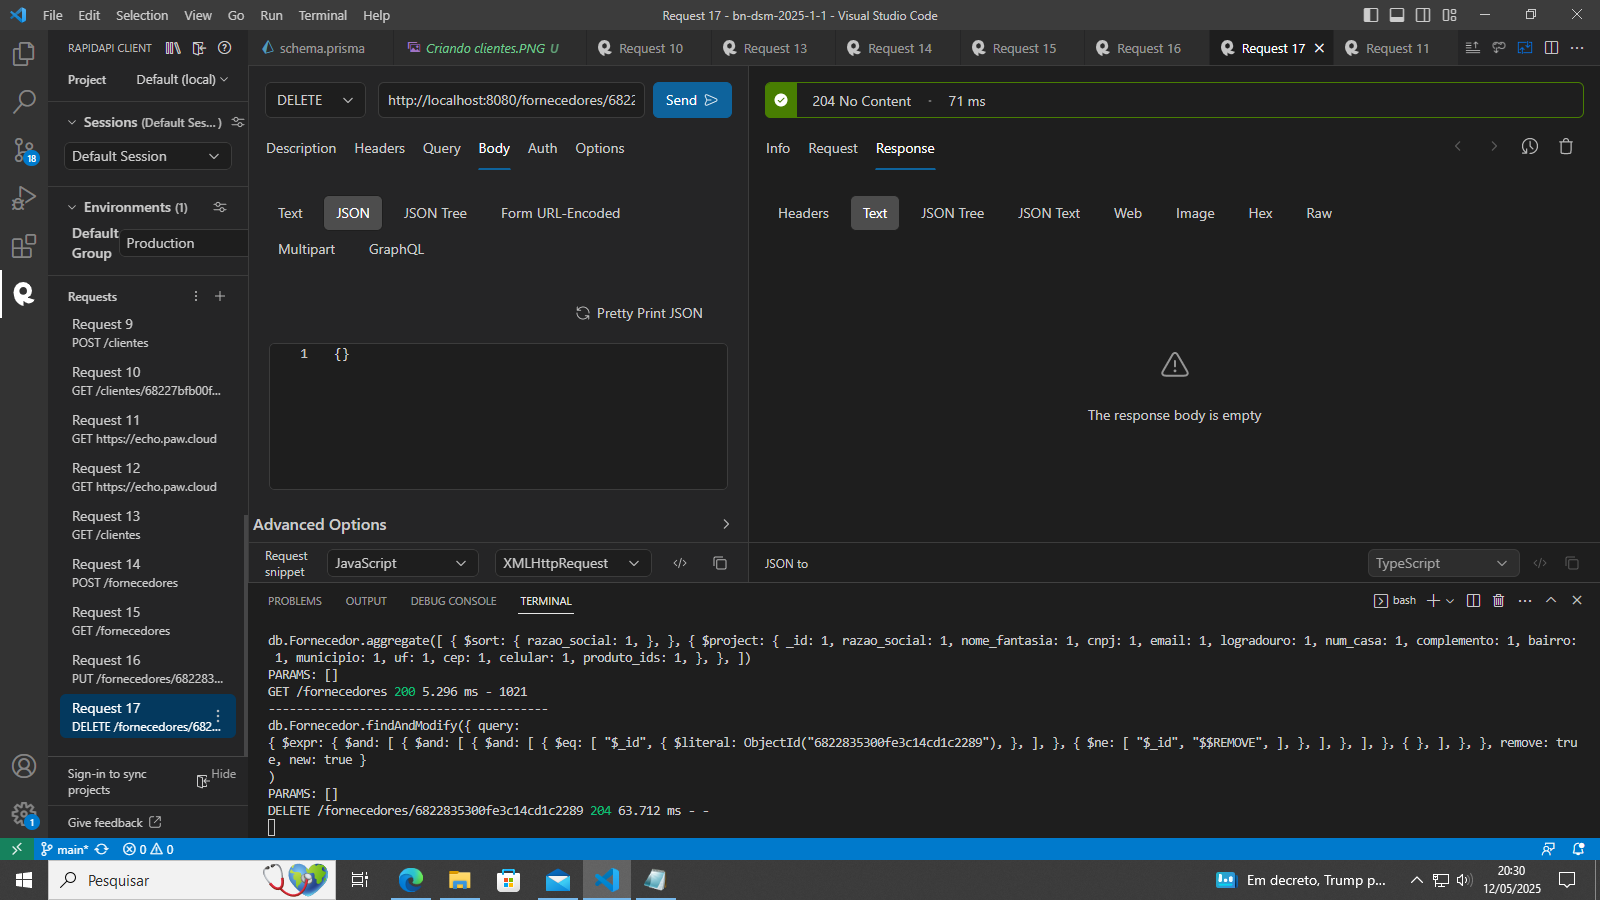 File Edit Selection View Go Run Terminal Help
Request 17 - bn-dsm-2025-1-1 - Visual Studio Code
RAPIDAPI CLIENT
Project Default (local)
Sessions (Default Ses... )
Default Session
Environments (1)
Default Group
Production
Requests
Request 9
POST /clientes
Request 10
GET /clientes/68227bfb00f...
Request 11
GET https://echo.paw.cloud
Request 12
GET https://echo.paw.cloud
Request 13
GET /clientes
Request 14
POST /fornecedores
Request 15
GET /fornecedores
Request 16
PUT /fornecedores/682283...
Request 17
DELETE /fornecedores/682...
Sign-in to sync projects
Hide
Give feedback
18
1
schema.prisma
Criando clientes.PNG U
Request 10
Request 13
Request 14
Request 15
Request 16
Request 17
Request 11
DELETE
http://localhost:8080/fornecedores/6822
Send
Description Headers Query Body Auth Options
Text JSON JSON Tree Form URL-Encoded
Multipart GraphQL
Pretty Print JSON
1 {}
Advanced Options
Request snippet
JavaScript
XMLHttpRequest
204 No Content - 71 ms
Info Request Response
Headers Text JSON Tree JSON Text Web Image Hex Raw
The response body is empty
JSON to
TypeScript
PROBLEMS OUTPUT DEBUG CONSOLE TERMINAL
bash
db.Fornecedor.aggregate([ { $sort: { razao_social: 1, }, }, { $project: { _id: 1, razao_social: 1, nome_fantasia: 1, cnpj: 1, email: 1, logradouro: 1, num_casa: 1, complemento: 1, bairro:
1, municipio: 1, uf: 1, cep: 1, celular: 1, produto_ids: 1, }, }, ])
PARAMS: []
GET /fornecedores 200 5.296 ms - 1021
----------------------------------------
db.Fornecedor.findAndModify({ query:
{ $expr: { $and: [ { $and: [ { $and: [ { $eq: [ "$_id", { $literal: ObjectId("6822835300fe3c14cd1c2289"), }, ], }, { $ne: [ "$_id", "$$REMOVE", ], }, ], }, ], }, { }, ], }, }, remove: tru
e, new: true }
)
PARAMS: []
DELETE /fornecedores/6822835300fe3c14cd1c2289 204 63.712 ms - -
main*
0 0
Pesquisar
Em decreto, Trump p...
20:30
12/05/2025